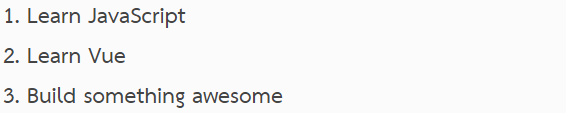 1. Learn JavaScript
2. Learn Vue
3. Build something awesome